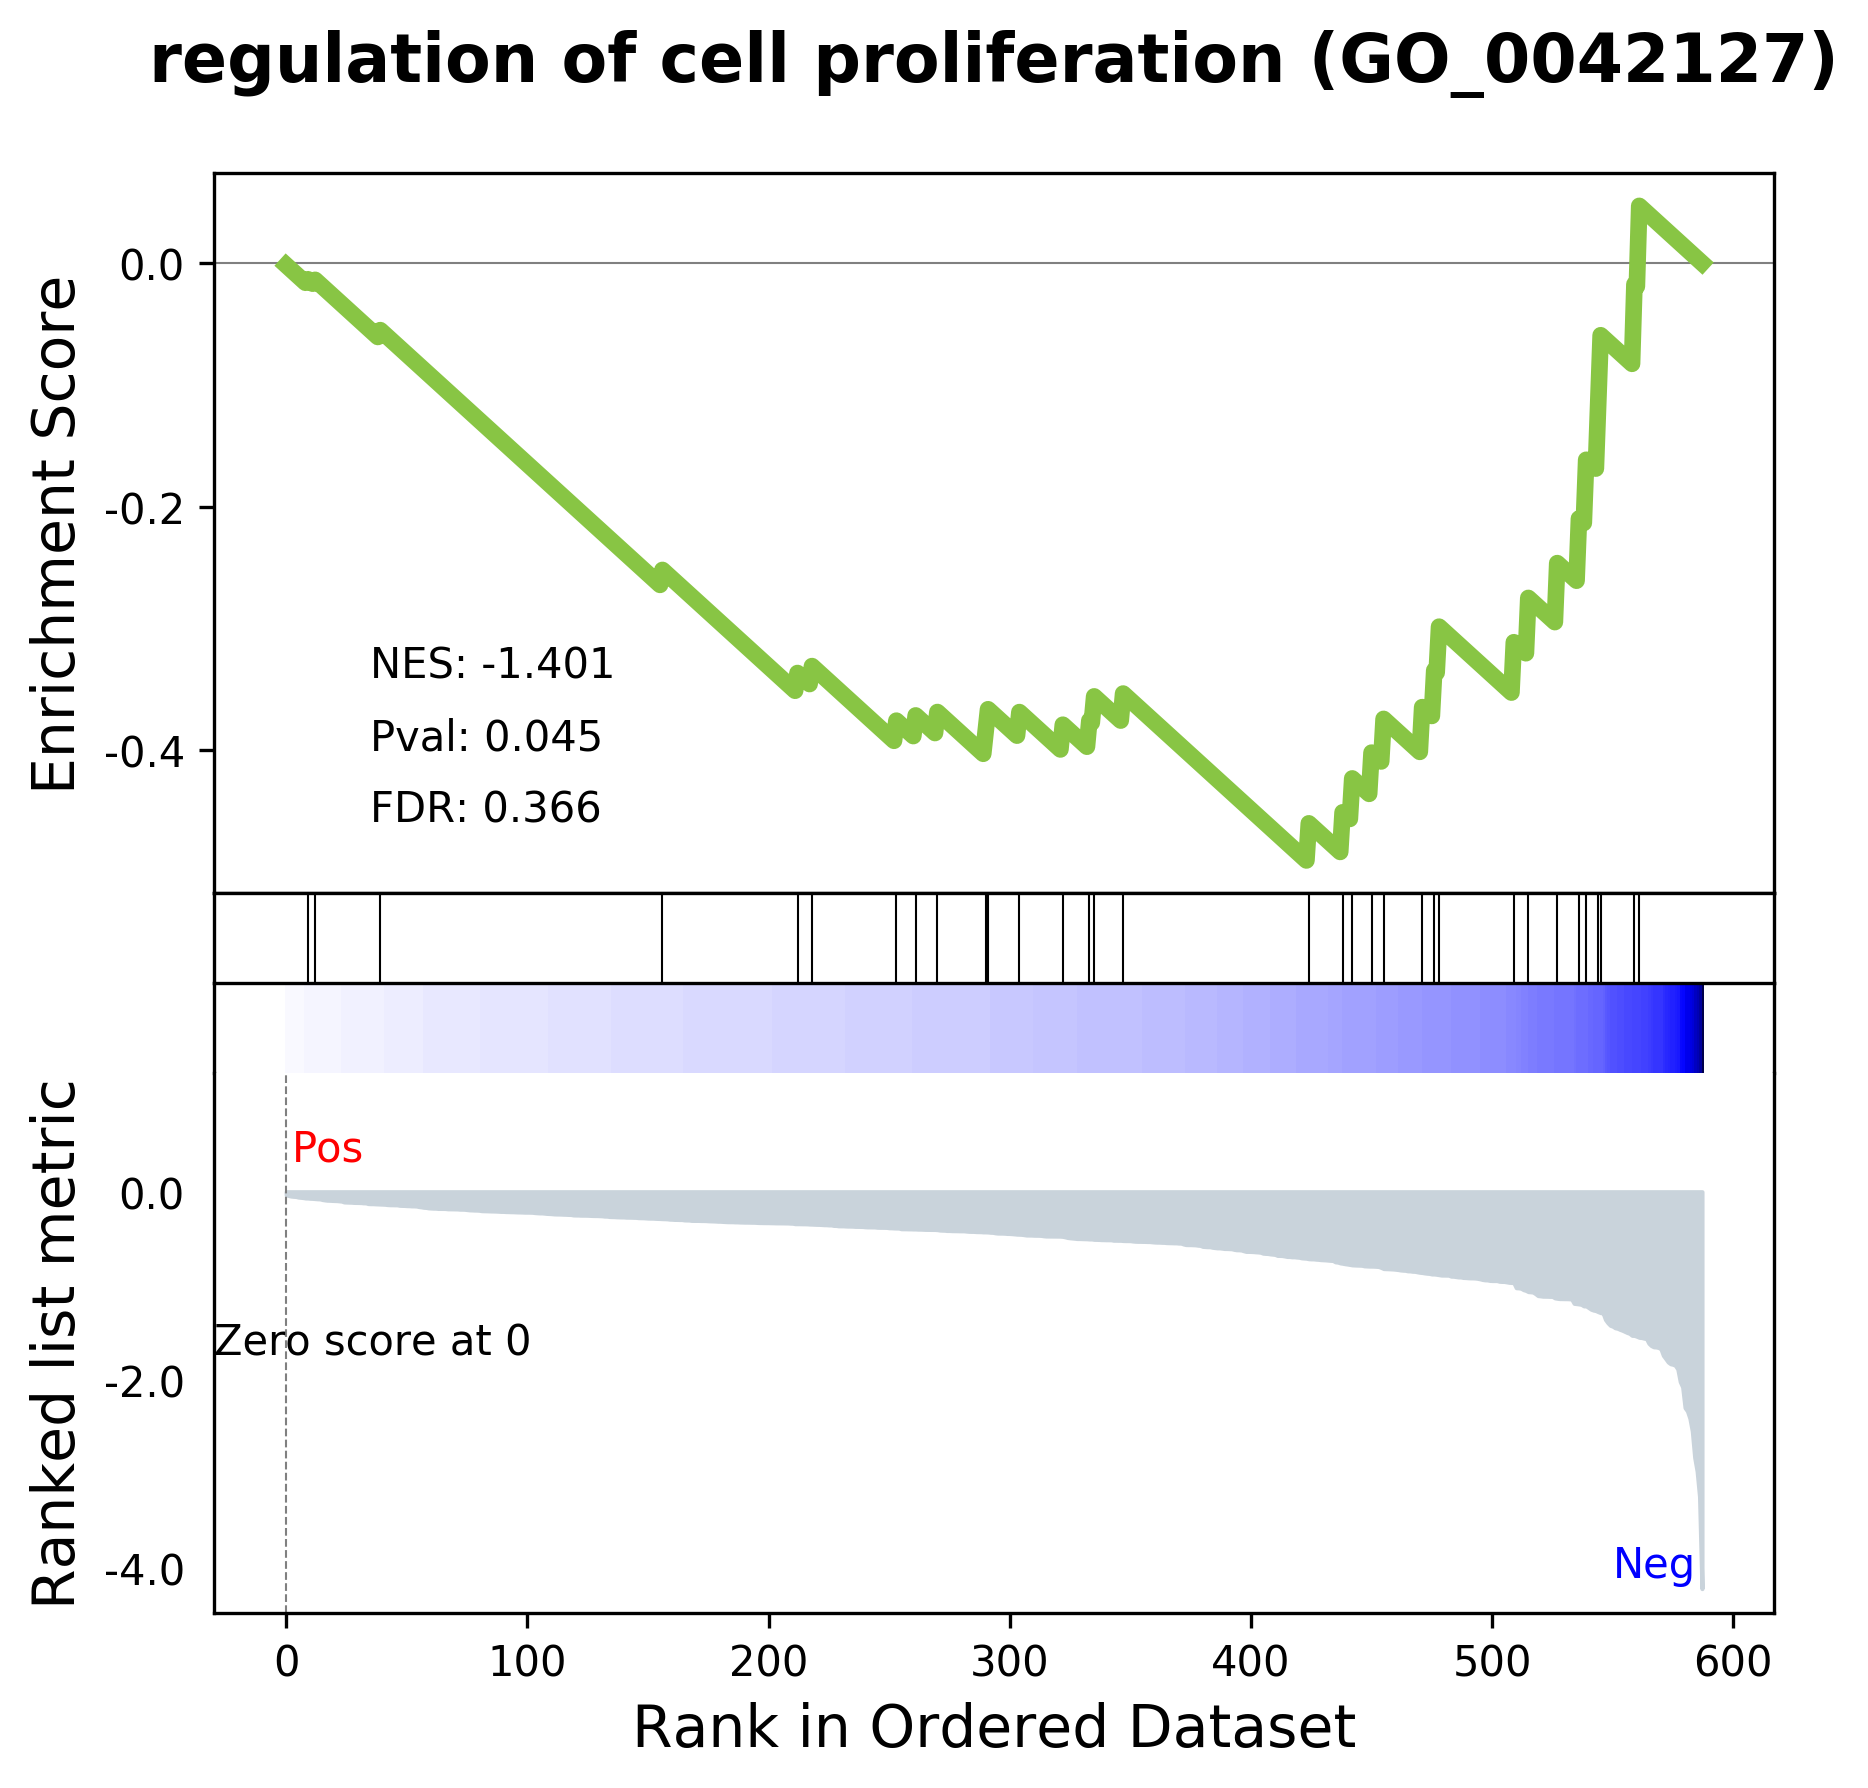 regulation of cell proliferation (GO_0042127)
Enrichment Score
0.0
-0.2
-0.4
NES: -1.401
Pval: 0.045
FDR: 0.366
Ranked list metric
Pos
0.0
Zero score at 0
-2.0
-4.0
Neg
0 100 200 300 400 500 600
Rank in Ordered Dataset